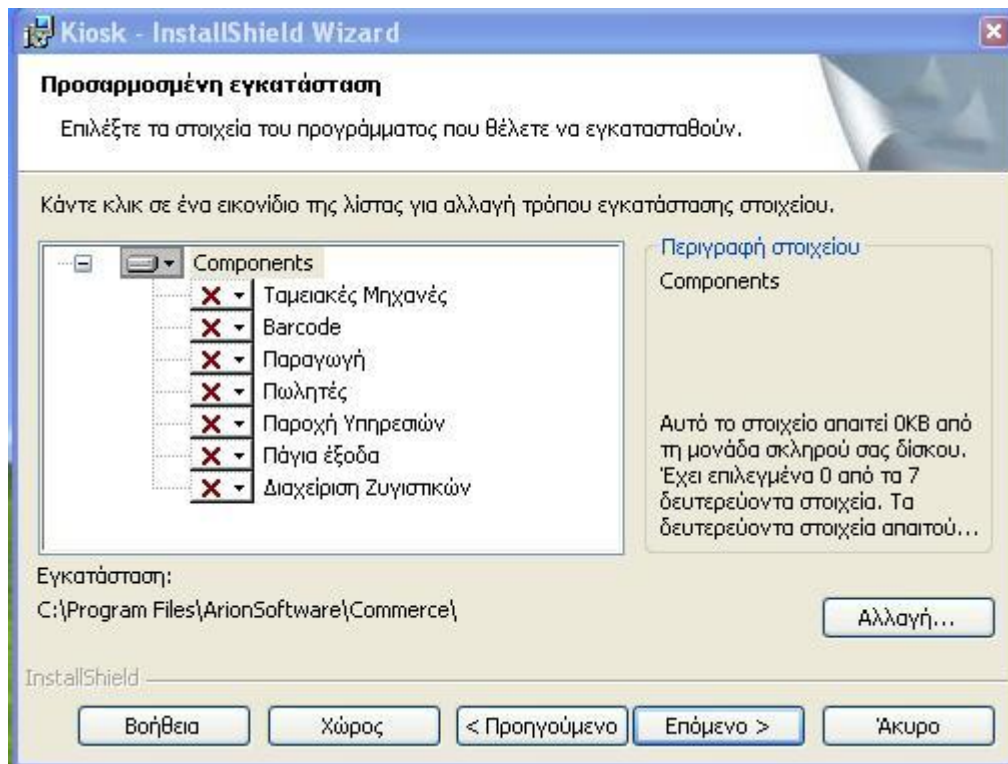 Kiosk - InstallShield Wizard
Προσαρμοσμένη εγκατάσταση
Επιλέξτε τα στοιχεία του προγράμματος που θέλετε να εγκατασταθούν.
Κάντε κλικ σε ένα εικονίδιο της λίστας για αλλαγή τρόπου εγκατάστασης στοιχείου.
Components
Ταμειακές Μηχανές
Barcode
Παραγωγή
Πωλητές
Παροχή Υπηρεσιών
Πάγια έξοδα
Διαχείριση Ζυγιστικών
Περιγραφή στοιχείου
Components
Αυτό το στοιχείο απαιτεί 0KB από
τη μονάδα σκληρού σας δίσκου.
Έχει επιλεγμένα 0 από τα 7
δευτερεύοντα στοιχεία. Τα
δευτερεύοντα στοιχεία απαιτού...
Εγκατάσταση:
C:\Program Files\ArionSoftware\Commerce\
Αλλαγή...
InstallShield
Βοήθεια
Χώρος
< Προηγούμενο
Επόμενο >
Άκυρο